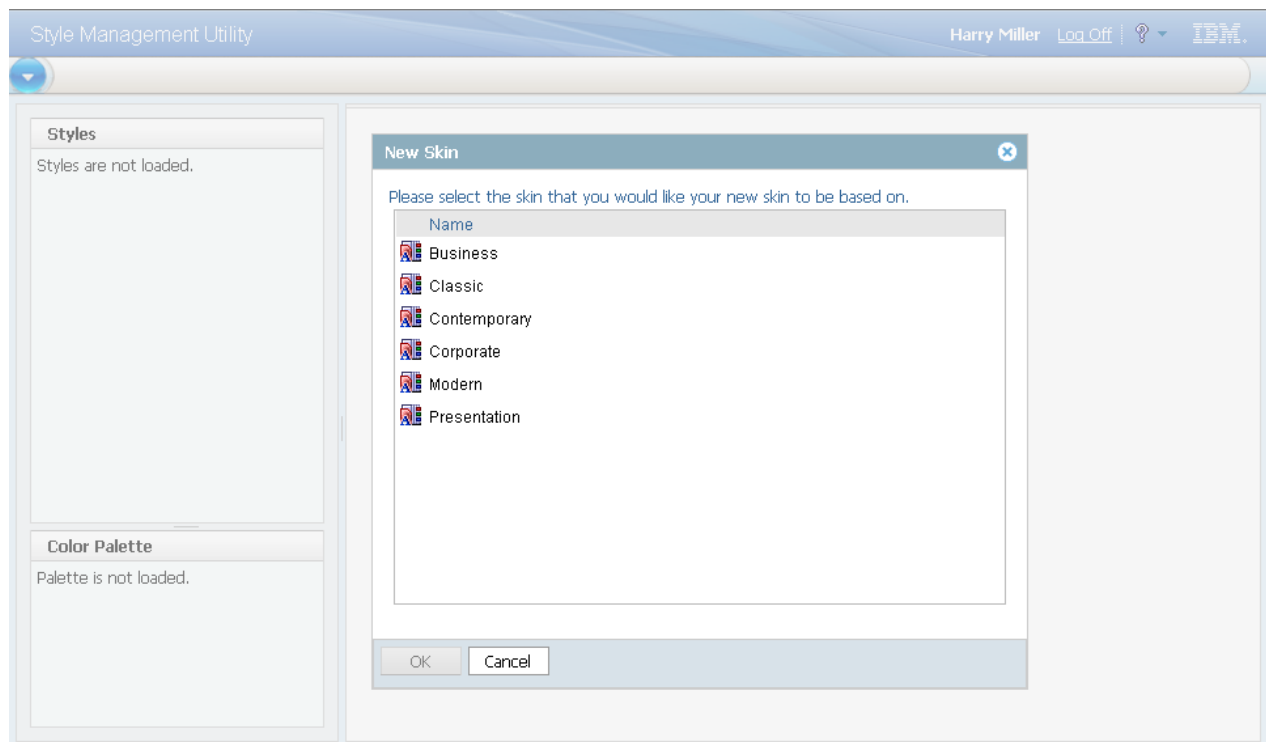 Style Management Utility
Harry Miller Log Off ? IBM.
Styles
Styles are not loaded.
New Skin
Please select the skin that you would like your new skin to be based on.
Name
Business
Classic
Contemporary
Corporate
Modern
Presentation
Color Palette
Palette is not loaded.
OK Cancel